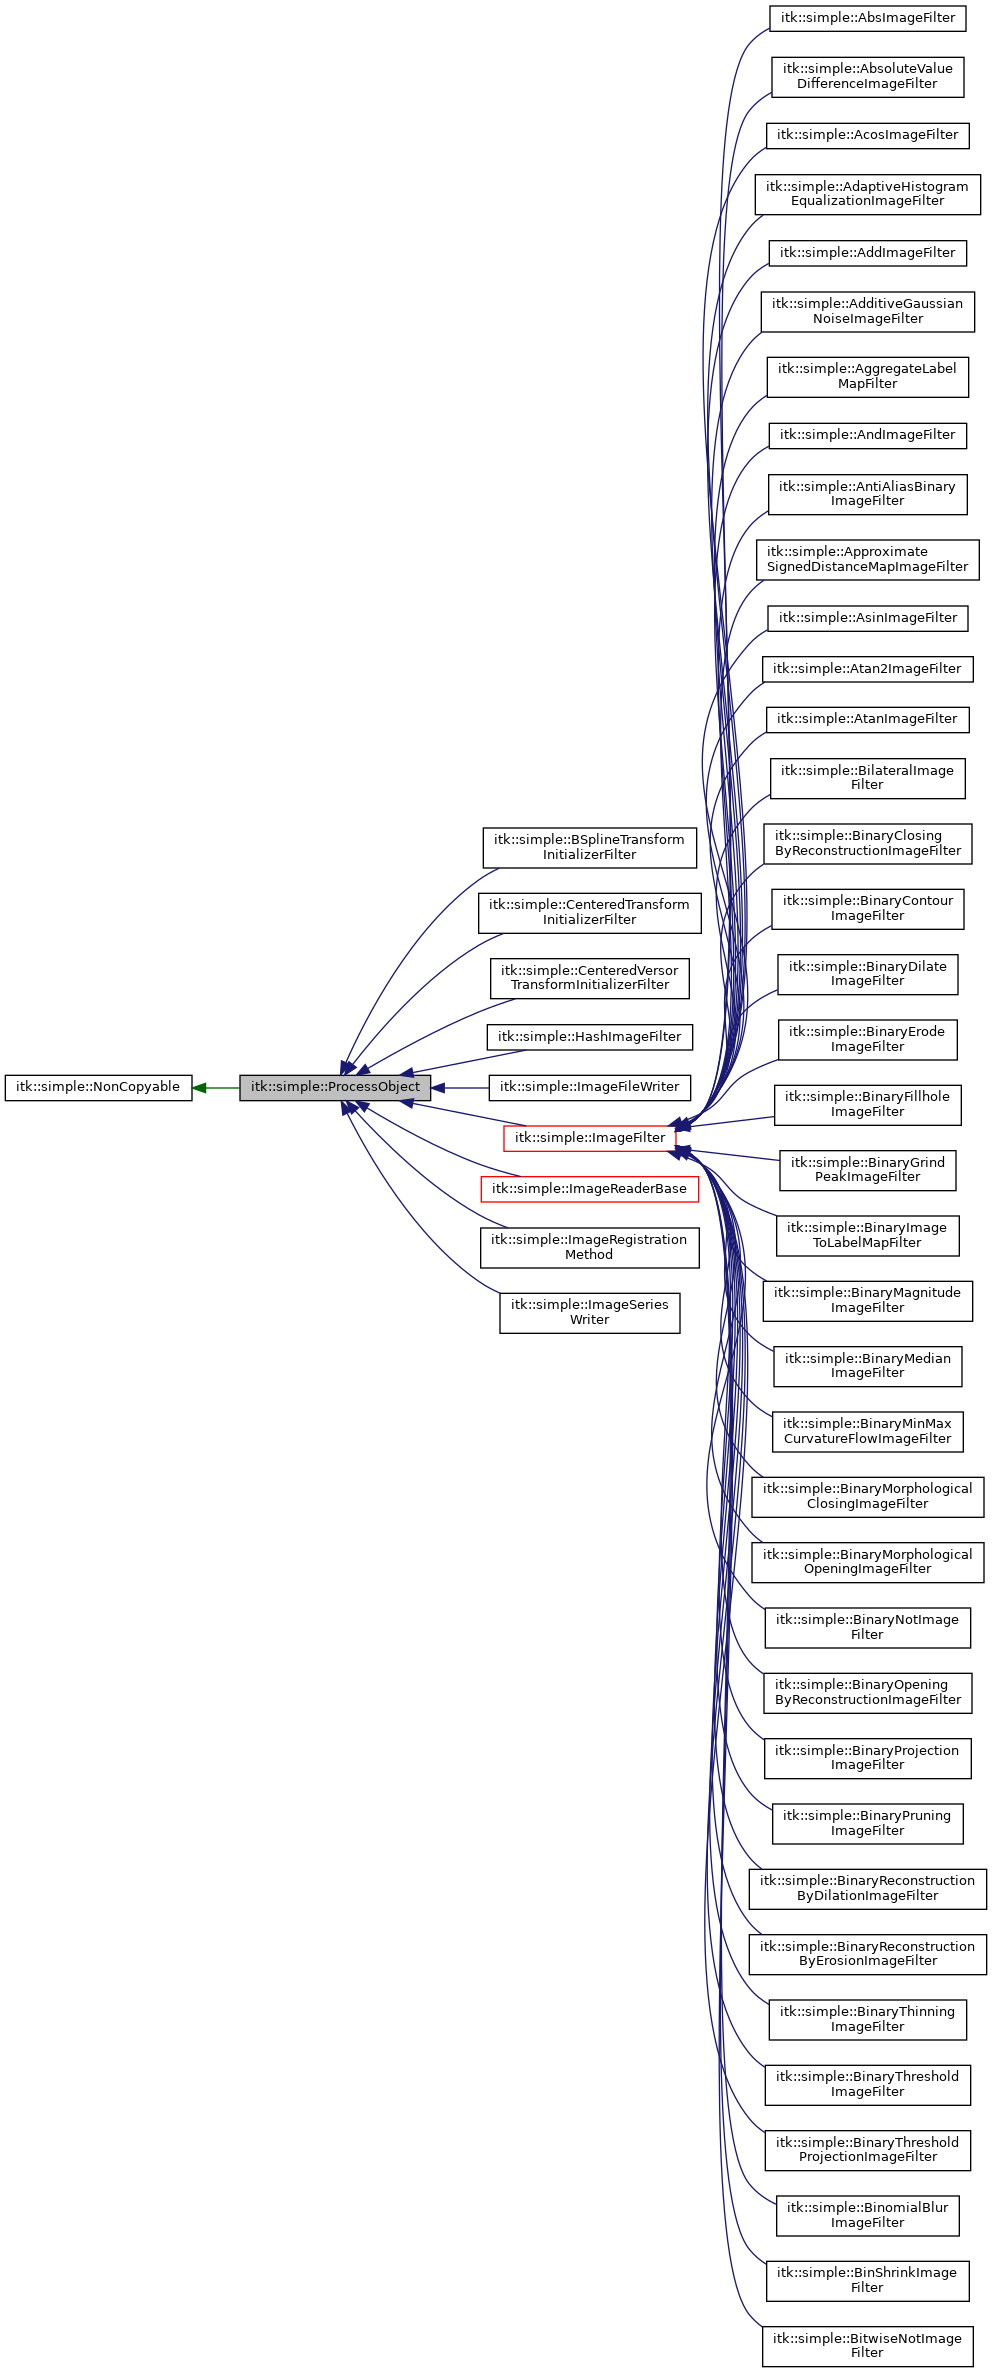 itk::simple::NonCopyable
itk::simple::ProcessObject
itk::simple::BSplineTransform
InitializerFilter
itk::simple::CenteredTransform
InitializerFilter
itk::simple::CenteredVersor
TransformInitializerFilter
itk::simple::HashImageFilter
itk::simple::ImageFileWriter
itk::simple::ImageFilter
itk::simple::ImageReaderBase
itk::simple::ImageRegistration
Method
itk::simple::ImageSeries
Writer
itk::simple::AbsImageFilter
itk::simple::AbsoluteValue
DifferenceImageFilter
itk::simple::AcosImageFilter
itk::simple::AdaptiveHistogram
EqualizationImageFilter
itk::simple::AddImageFilter
itk::simple::AdditiveGaussian
NoiseImageFilter
itk::simple::AggregateLabel
MapFilter
itk::simple::AndImageFilter
itk::simple::AntiAliasBinary
ImageFilter
itk::simple::Approximate
SignedDistanceMapImageFilter
itk::simple::AsinImageFilter
itk::simple::Atan2ImageFilter
itk::simple::AtanImageFilter
itk::simple::BilateralImage
Filter
itk::simple::BinaryClosing
ByReconstructionImageFilter
itk::simple::BinaryContour
ImageFilter
itk::simple::BinaryDilate
ImageFilter
itk::simple::BinaryErode
ImageFilter
itk::simple::BinaryFillhole
ImageFilter
itk::simple::BinaryGrind
PeakImageFilter
itk::simple::BinaryImage
ToLabelMapFilter
itk::simple::BinaryMagnitude
ImageFilter
itk::simple::BinaryMedian
ImageFilter
itk::simple::BinaryMinMax
CurvatureFlowImageFilter
itk::simple::BinaryMorphological
ClosingImageFilter
itk::simple::BinaryMorphological
OpeningImageFilter
itk::simple::BinaryNotImage
Filter
itk::simple::BinaryOpening
ByReconstructionImageFilter
itk::simple::BinaryProjection
ImageFilter
itk::simple::BinaryPruning
ImageFilter
itk::simple::BinaryReconstruction
ByDilationImageFilter
itk::simple::BinaryReconstruction
ByErosionImageFilter
itk::simple::BinaryThinning
ImageFilter
itk::simple::BinaryThreshold
ImageFilter
itk::simple::BinaryThreshold
ProjectionImageFilter
itk::simple::BinomialBlur
ImageFilter
itk::simple::BinShrinkImage
Filter
itk::simple::BitwiseNotImage
Filter